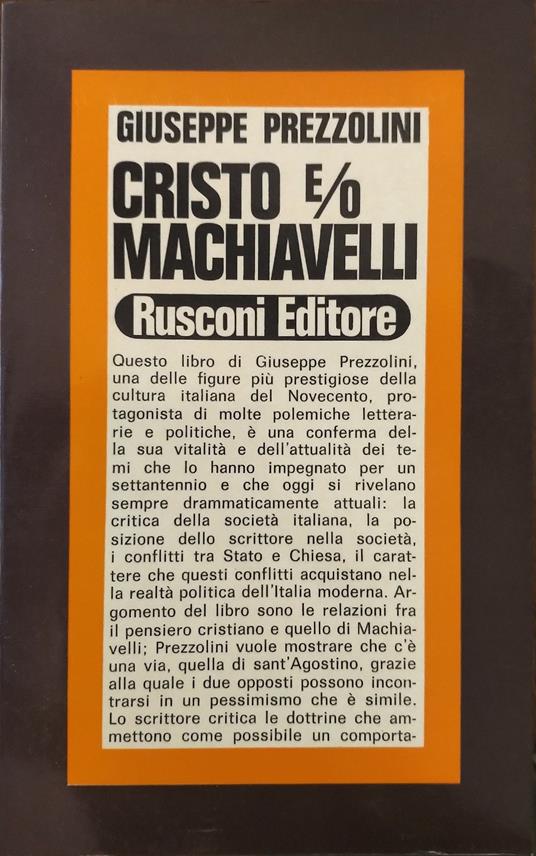 GIUSEPPE PREZZOLINI
CRISTO E/O
MACHIAVELLI
Rusconi Editore
Questo libro di Giuseppe Prezzolini,
una delle figure più prestigiose della
cultura italiana del Novecento, pro-
tagonista di molte polemiche lettera-
rie e politiche, è una conferma del-
la sua vitalità e dell'attualità dei te-
mi che lo hanno impegnato per un
settantennio e che oggi si rivelano
sempre drammaticamente attuali: la
critica della società italiana, la po-
sizione dello scrittore nella società,
i conflitti tra Stato e Chiesa, il carat-
tere che questi conflitti acquistano nel-
la realtà politica dell'Italia moderna. Ar-
gomento del libro sono le relazioni fra
il pensiero cristiano e quello di Machia-
velli; Prezzolini vuole mostrare che c'è
una via, quella di sant'Agostino, grazie
alla quale i due opposti possono incon-
trarsi in un pessimismo che è simile.
Lo scrittore critica le dottrine che am-
mettono come possibile un comporta-